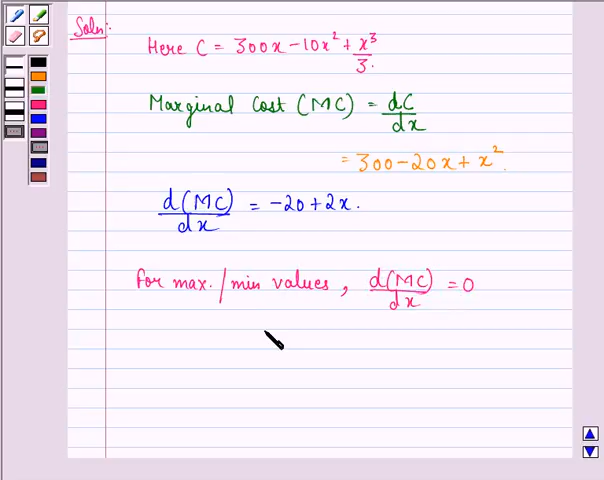 Soln:
Here C = 300x - 10x² + x³/3.
Marginal Cost (MC) = dC/dx
= 300 - 20x + x².
d(MC)/dx = -20 + 2x.
For max./min values, d(MC)/dx = 0